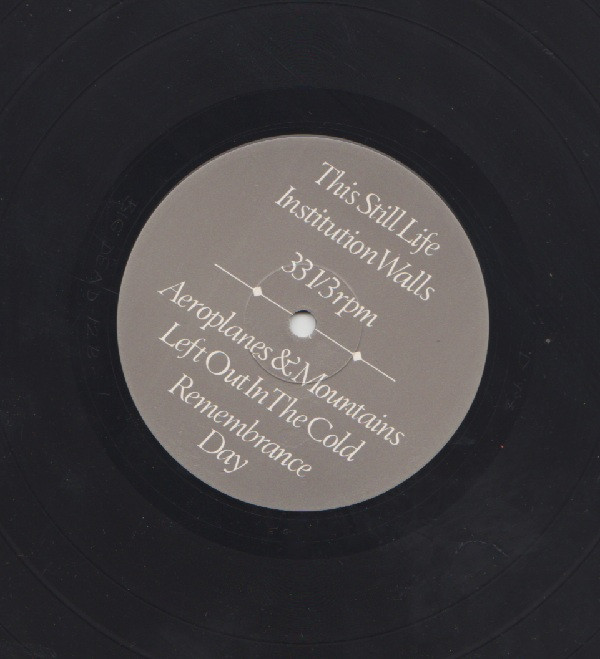 This Still Life
Institution Walls
33 1/3 rpm
Aeroplanes & Mountains
Left Out In The Cold
Remembrance
Day